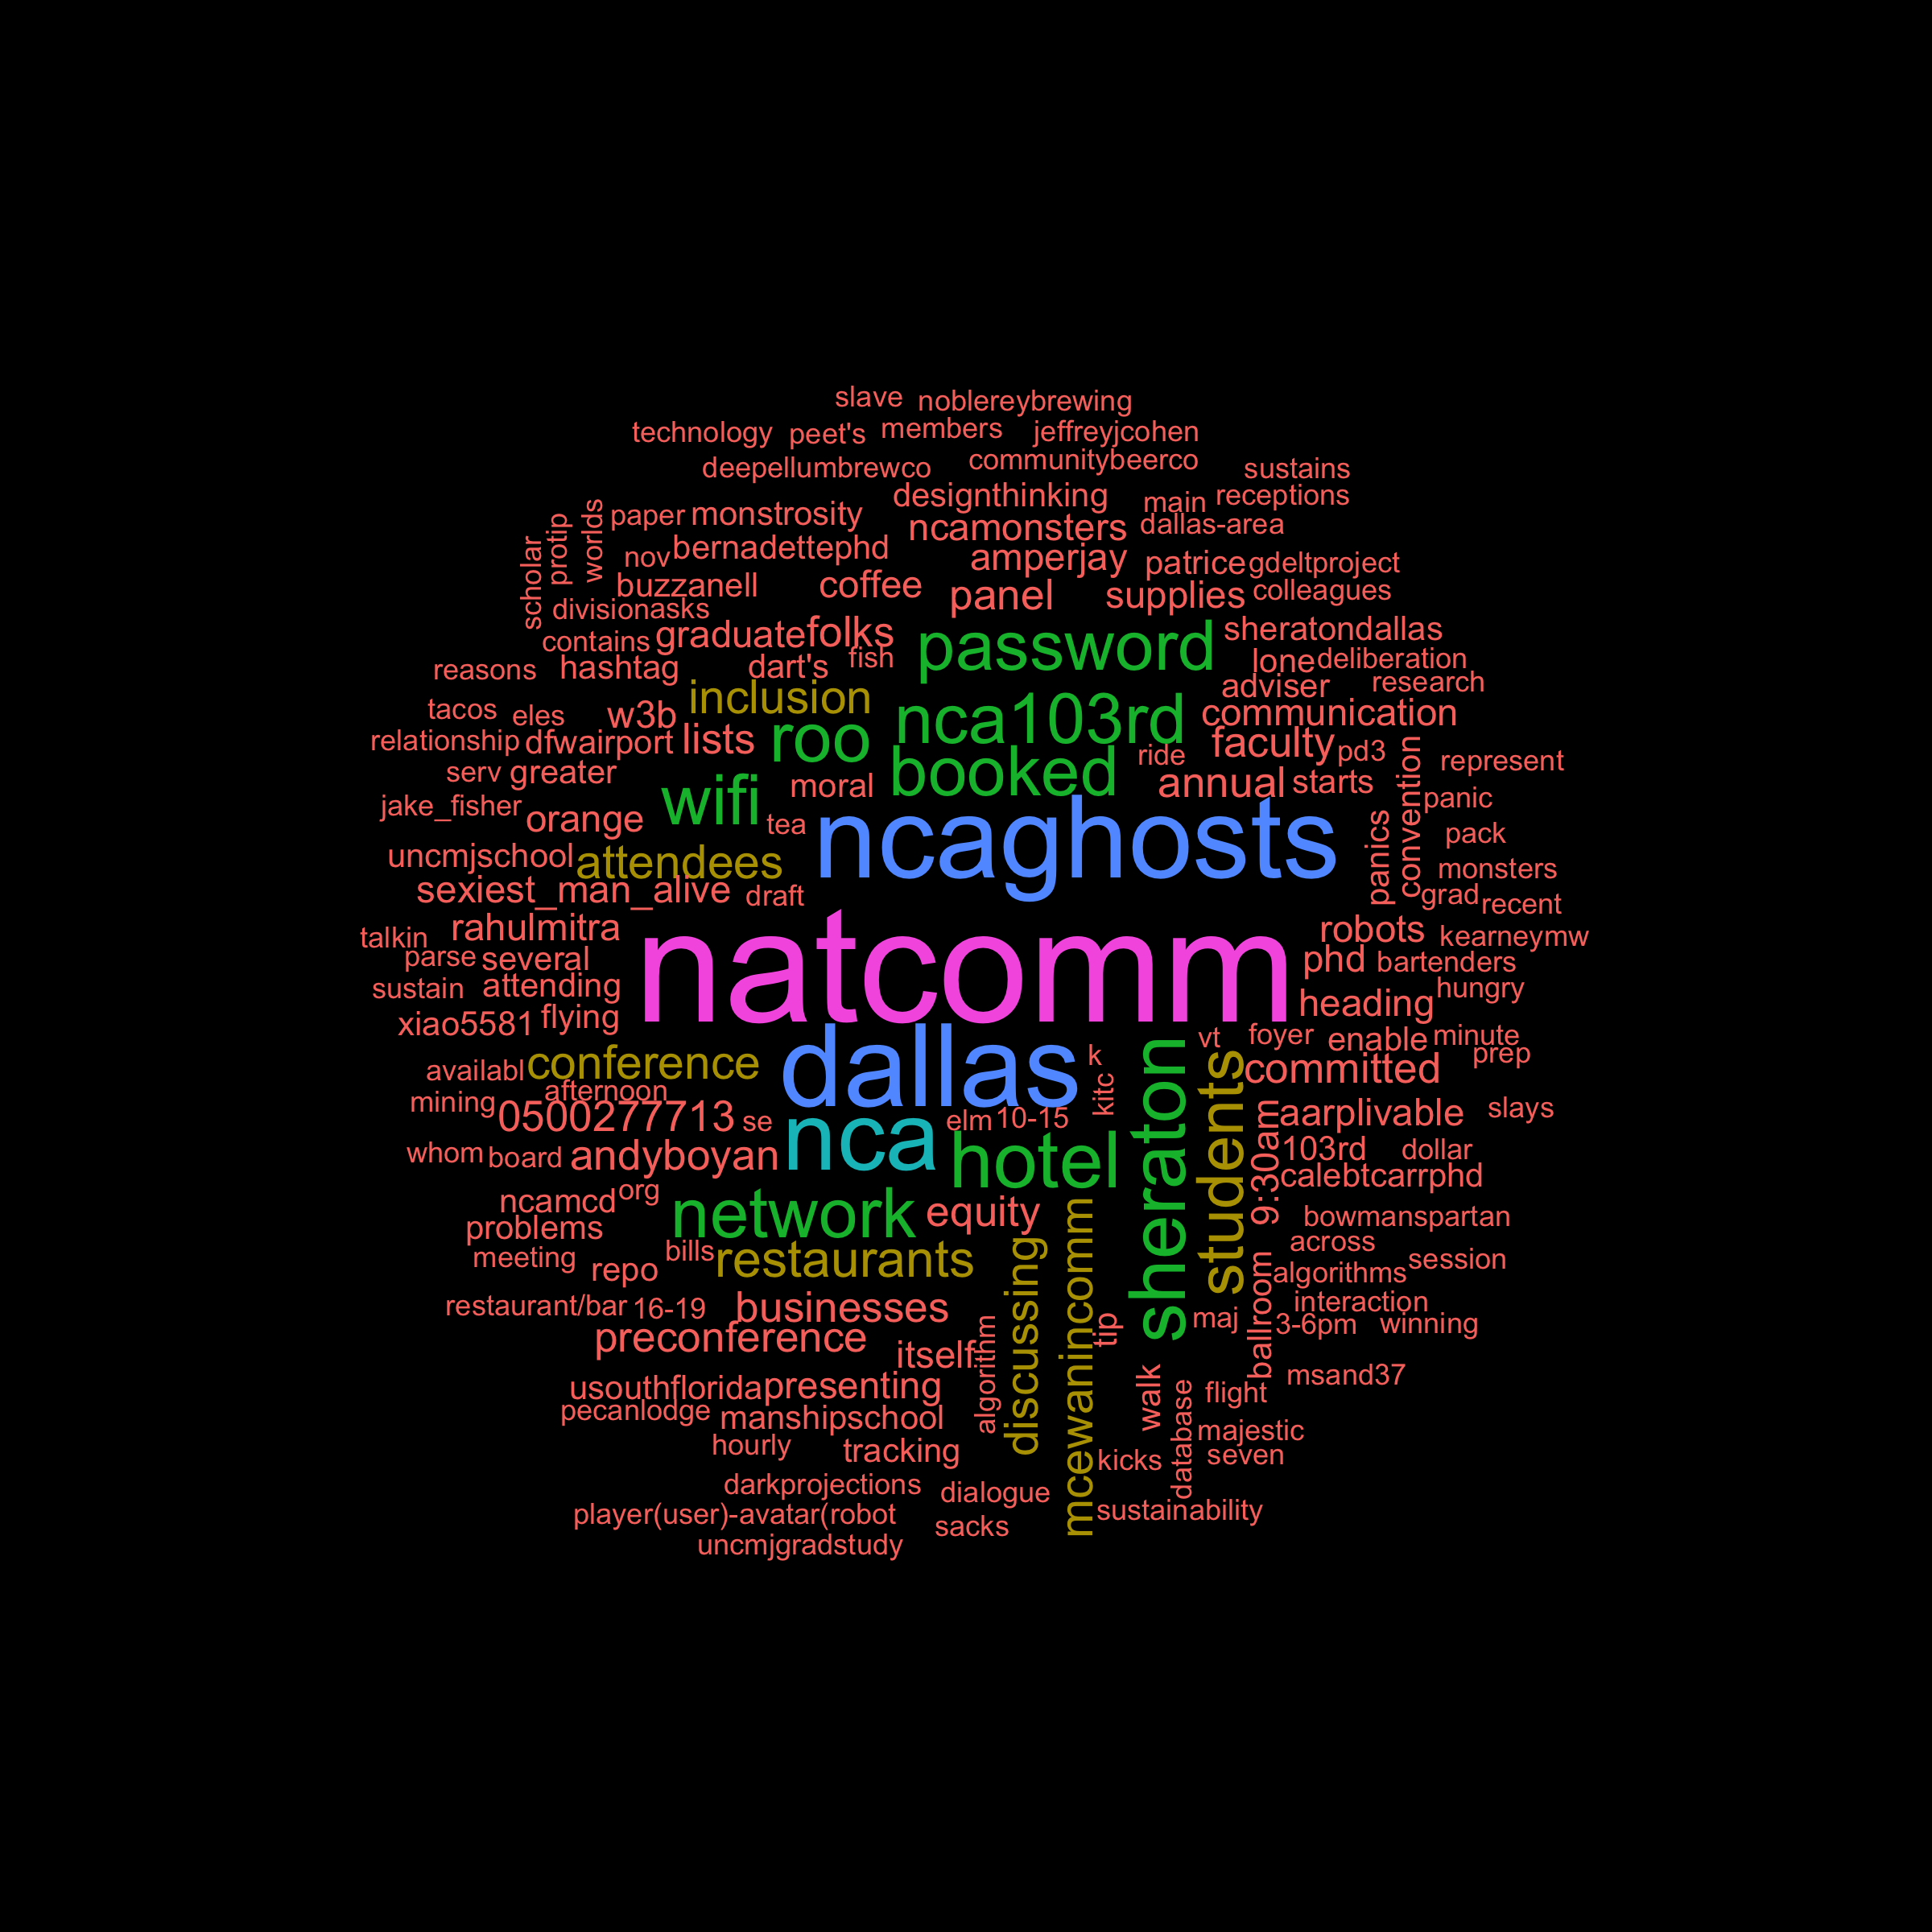 slave noblereybrewing
technology peet's members jeffreyjcohen
deepellumbrewco communitybeerco sustains
designthinking main receptions
scholar protip worlds paper monstrosity ncamonsters dallas-area
nov bernadettephd amperjay patrice gdeltproject
buzzanell coffee panel supplies colleagues
divisionasks
contains graduate folks password sheratondallas
reasons hashtag dart's fish lone deliberation
inclusion adviser research
tacos eles w3b roo nca103rd communication
relationship dfwairport lists ride faculty pd3 convention represent
serv greater wifi moral booked annual starts panic
jake_fisher orange tea ncaghosts panics pack
uncmjschool attendees monsters
sexiest_man_alive draft grad recent
talkin rahulmitra natcomm robots kearneymw
parse several phd bartenders
sustain attending heading hungry
xiao5581 flying vt foyer enable minute
availabl conference dallas k sheraton students committed prep
mining afternoon kitc
0500277713 se nca elm 10-15 9:30am aarplivable slays
whom board andyboyan hotel 103rd dollar
ncamcd org calebtcarrphd
problems network equity mcewanincomm bowmanspartan
meeting bills restaurants discussing across session
repo ballroom algorithms
restaurant/bar 16-19 businesses interaction
preconference algorithm tip maj 3-6pm winning
itself
usouthflorida presenting walk database flight msand37
pecanlodge manshipschool majestic
hourly tracking kicks seven
darkprojections dialogue
player(user)-avatar(robot sacks sustainability
uncmjgradstudy